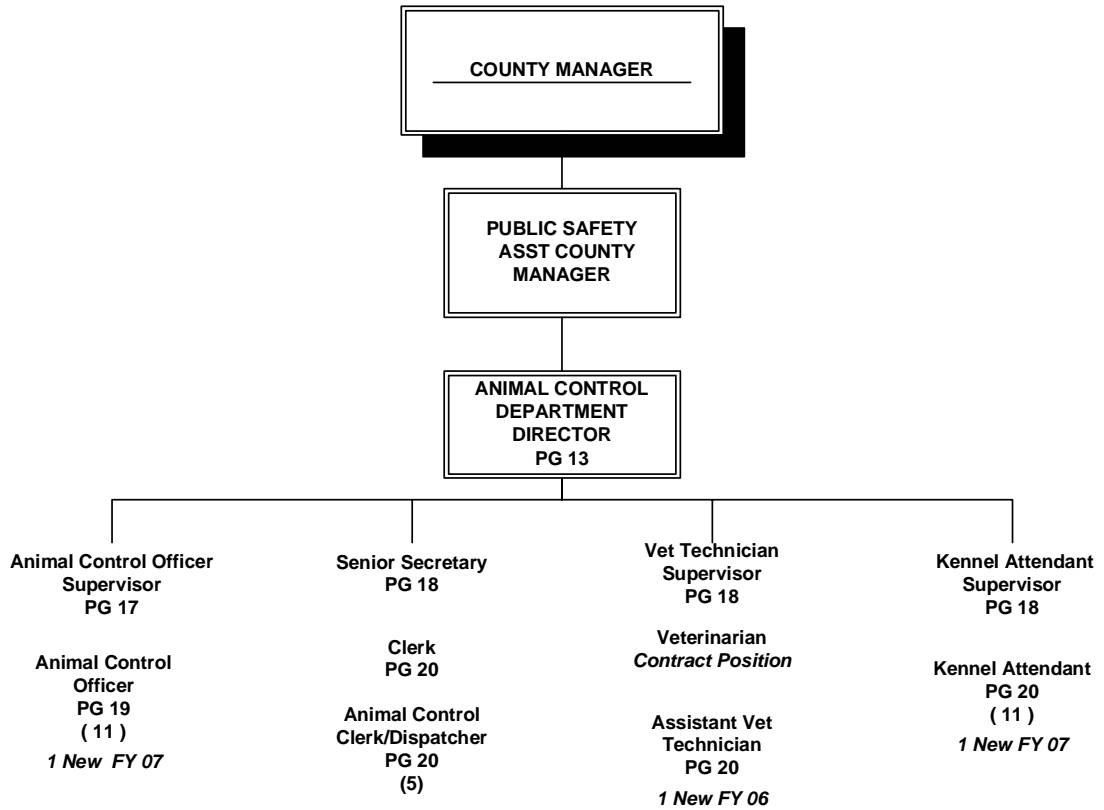 COUNTY MANAGER
PUBLIC SAFETY
ASST COUNTY
MANAGER
ANIMAL CONTROL
DEPARTMENT
DIRECTOR
PG 13
Animal Control Officer
Supervisor
PG 17
Animal Control
Officer
PG 19
( 11 )
1 New FY 07
Senior Secretary
PG 18
Clerk
PG 20
Animal Control
Clerk/Dispatcher
PG 20
(5)
Vet Technician
Supervisor
PG 18
Veterinarian
Contract Position
Assistant Vet
Technician
PG 20
1 New FY 06
Kennel Attendant
Supervisor
PG 18
Kennel Attendant
PG 20
( 11 )
1 New FY 07